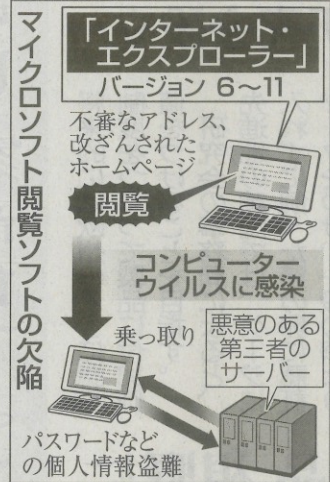 マイクロソフト閲覧ソフトの欠陥
「インターネット・
エクスプローラー」
バージョン 6〜11
不審なアドレス、
改ざんされた
ホームページ
閲覧
コンピューター
ウイルスに感染
乗っ取り
悪意のある
第三者の
サーバー
パスワードなど
の個人情報盗難